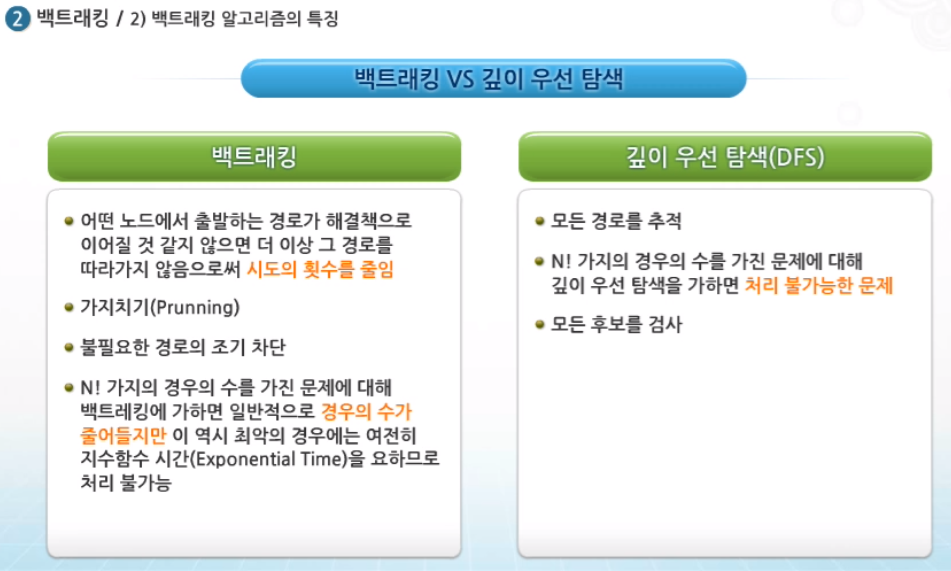 2 백트래킹 / 2) 백트래킹 알고리즘의 특징
백트래킹 VS 깊이 우선 탐색
백트래킹
어떤 노드에서 출발하는 경로가 해결책으로
이어질 것 같지 않으면 더 이상 그 경로를
따라가지 않음으로써 시도의 횟수를 줄임
가지치기(Prunning)
불필요한 경로의 조기 차단
N! 가지의 경우의 수를 가진 문제에 대해
백트레킹에 가하면 일반적으로 경우의 수가
줄어들지만 이 역시 최악의 경우에는 여전히
지수함수 시간(Exponential Time)을 요하므로
처리 불가능
깊이 우선 탐색(DFS)
모든 경로를 추적
N! 가지의 경우의 수를 가진 문제에 대해
깊이 우선 탐색을 가하면 처리 불가능한 문제
모든 후보를 검사